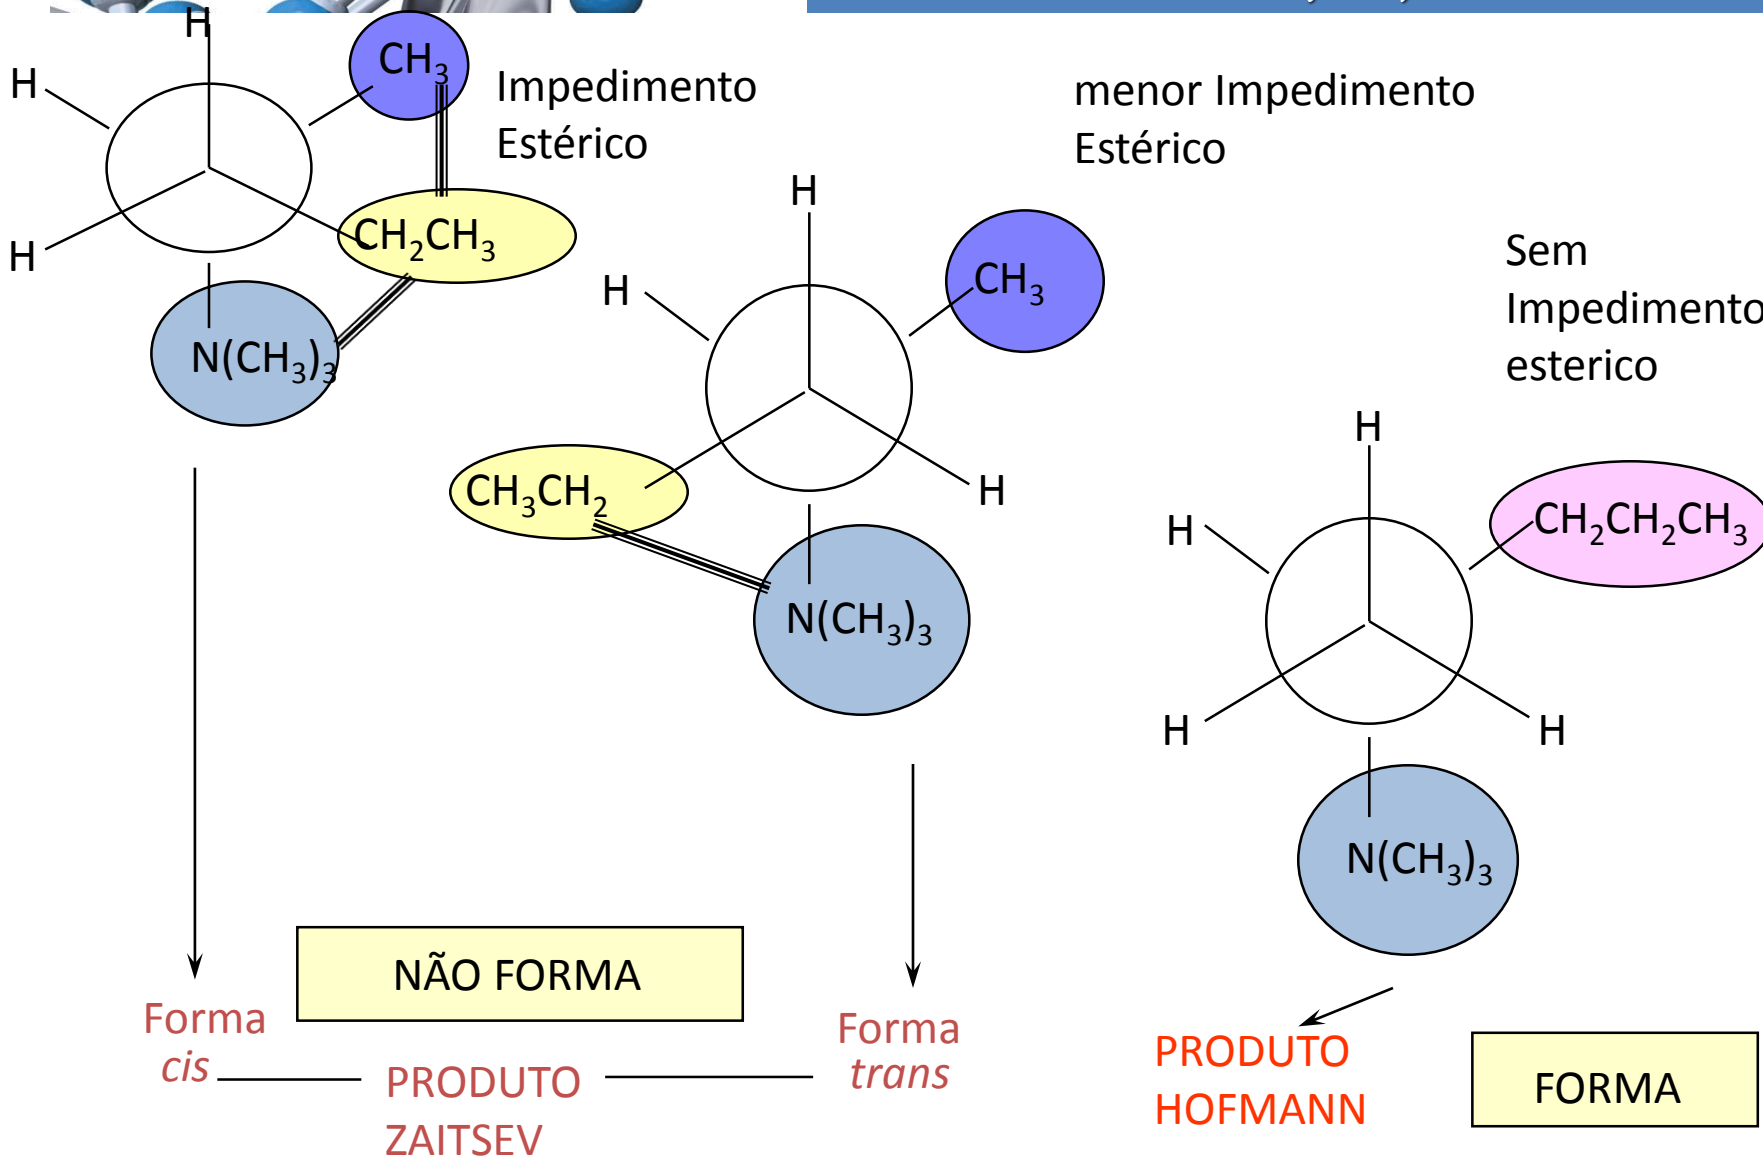 H
H
CH₃
Impedimento
Estérico
H
CH₂CH₃
N(CH₃)₃
menor Impedimento
Estérico
H
H
CH₃
CH₃CH₂
H
N(CH₃)₃
Sem
Impedimento
esterico
H
H
CH₂CH₂CH₃
H
H
N(CH₃)₃
NÃO FORMA
Forma
cis
PRODUTO
ZAITSEV
Forma
trans
PRODUTO
HOFMANN
FORMA